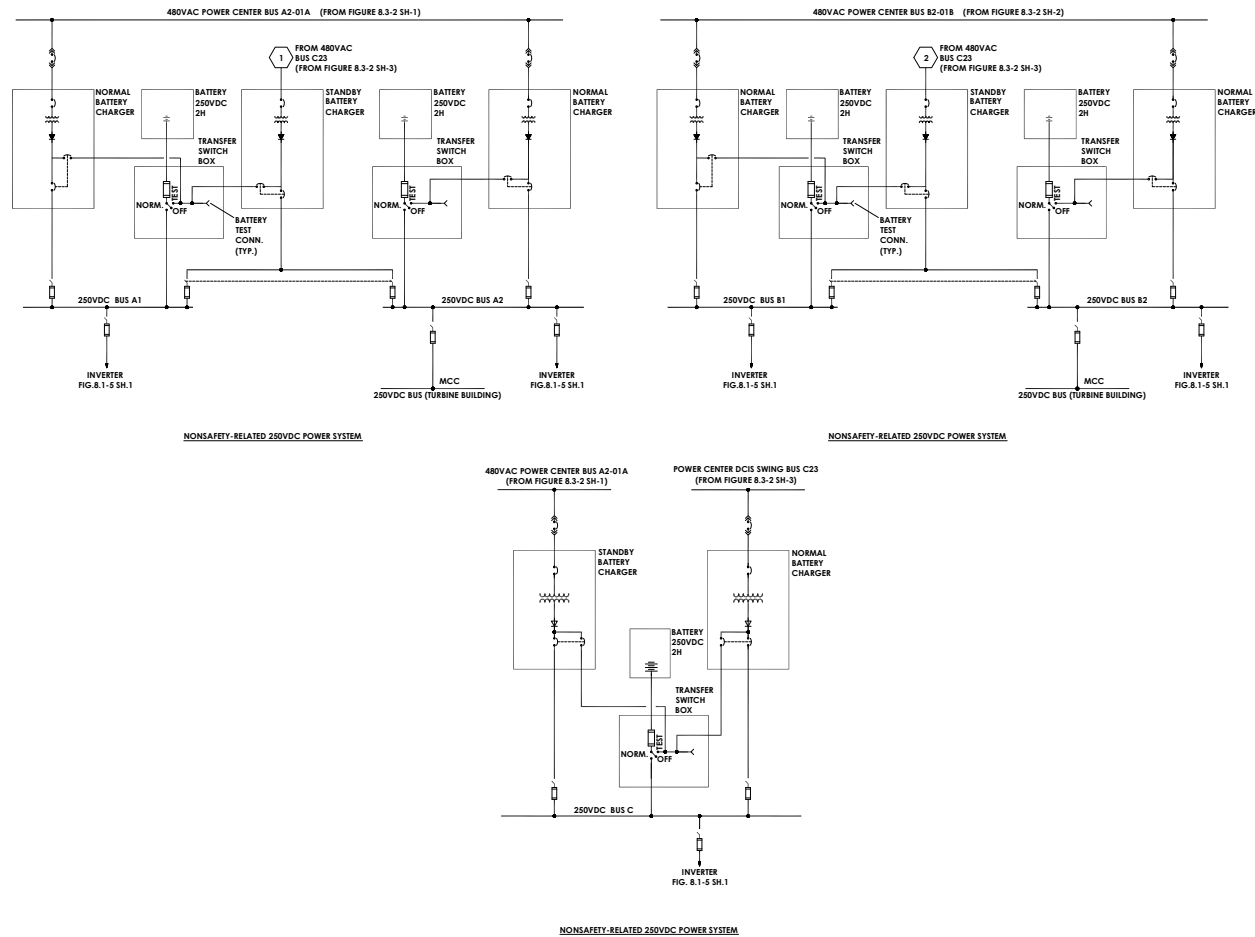 480VAC POWER CENTER BUS A2-01A (FROM FIGURE 8.3-2 SH-1)
1
FROM 480VAC
BUS C23
(FROM FIGURE 8.3-2 SH-3)
NORMAL
BATTERY
CHARGER
BATTERY
250VDC
2H
STANDBY
BATTERY
CHARGER
BATTERY
250VDC
2H
NORMAL
BATTERY
CHARGER
TRANSFER
SWITCH
BOX
TRANSFER
SWITCH
BOX
TEST
NORM.
OFF
TEST
NORM.
OFF
BATTERY
TEST
CONN.
(TYP.)
250VDC BUS A1
250VDC BUS A2
INVERTER
FIG.8.1-5 SH.1
MCC
250VDC BUS (TURBINE BUILDING)
INVERTER
FIG.8.1-5 SH.1
NONSAFETY-RELATED 250VDC POWER SYSTEM
480VAC POWER CENTER BUS B2-01B (FROM FIGURE 8.3-2 SH-2)
2
FROM 480VAC
BUS C23
(FROM FIGURE 8.3-2 SH-3)
NORMAL
BATTERY
CHARGER
BATTERY
250VDC
2H
STANDBY
BATTERY
CHARGER
BATTERY
250VDC
2H
NORMAL
BATTERY
CHARGER
TRANSFER
SWITCH
BOX
TRANSFER
SWITCH
BOX
TEST
NORM.
OFF
TEST
NORM.
OFF
BATTERY
TEST
CONN.
(TYP.)
250VDC BUS B1
250VDC BUS B2
INVERTER
FIG.8.1-5 SH.1
MCC
250VDC BUS (TURBINE BUILDING)
INVERTER
FIG.8.1-5 SH.1
NONSAFETY-RELATED 250VDC POWER SYSTEM
480VAC POWER CENTER BUS A2-01A
(FROM FIGURE 8.3-2 SH-1)
POWER CENTER DCIS SWING BUS C23
(FROM FIGURE 8.3-2 SH-3)
STANDBY
BATTERY
CHARGER
NORMAL
BATTERY
CHARGER
BATTERY
250VDC
2H
TRANSFER
SWITCH
BOX
TEST
NORM.
OFF
250VDC BUS C
INVERTER
FIG. 8.1-5 SH.1
NONSAFETY-RELATED 250VDC POWER SYSTEM